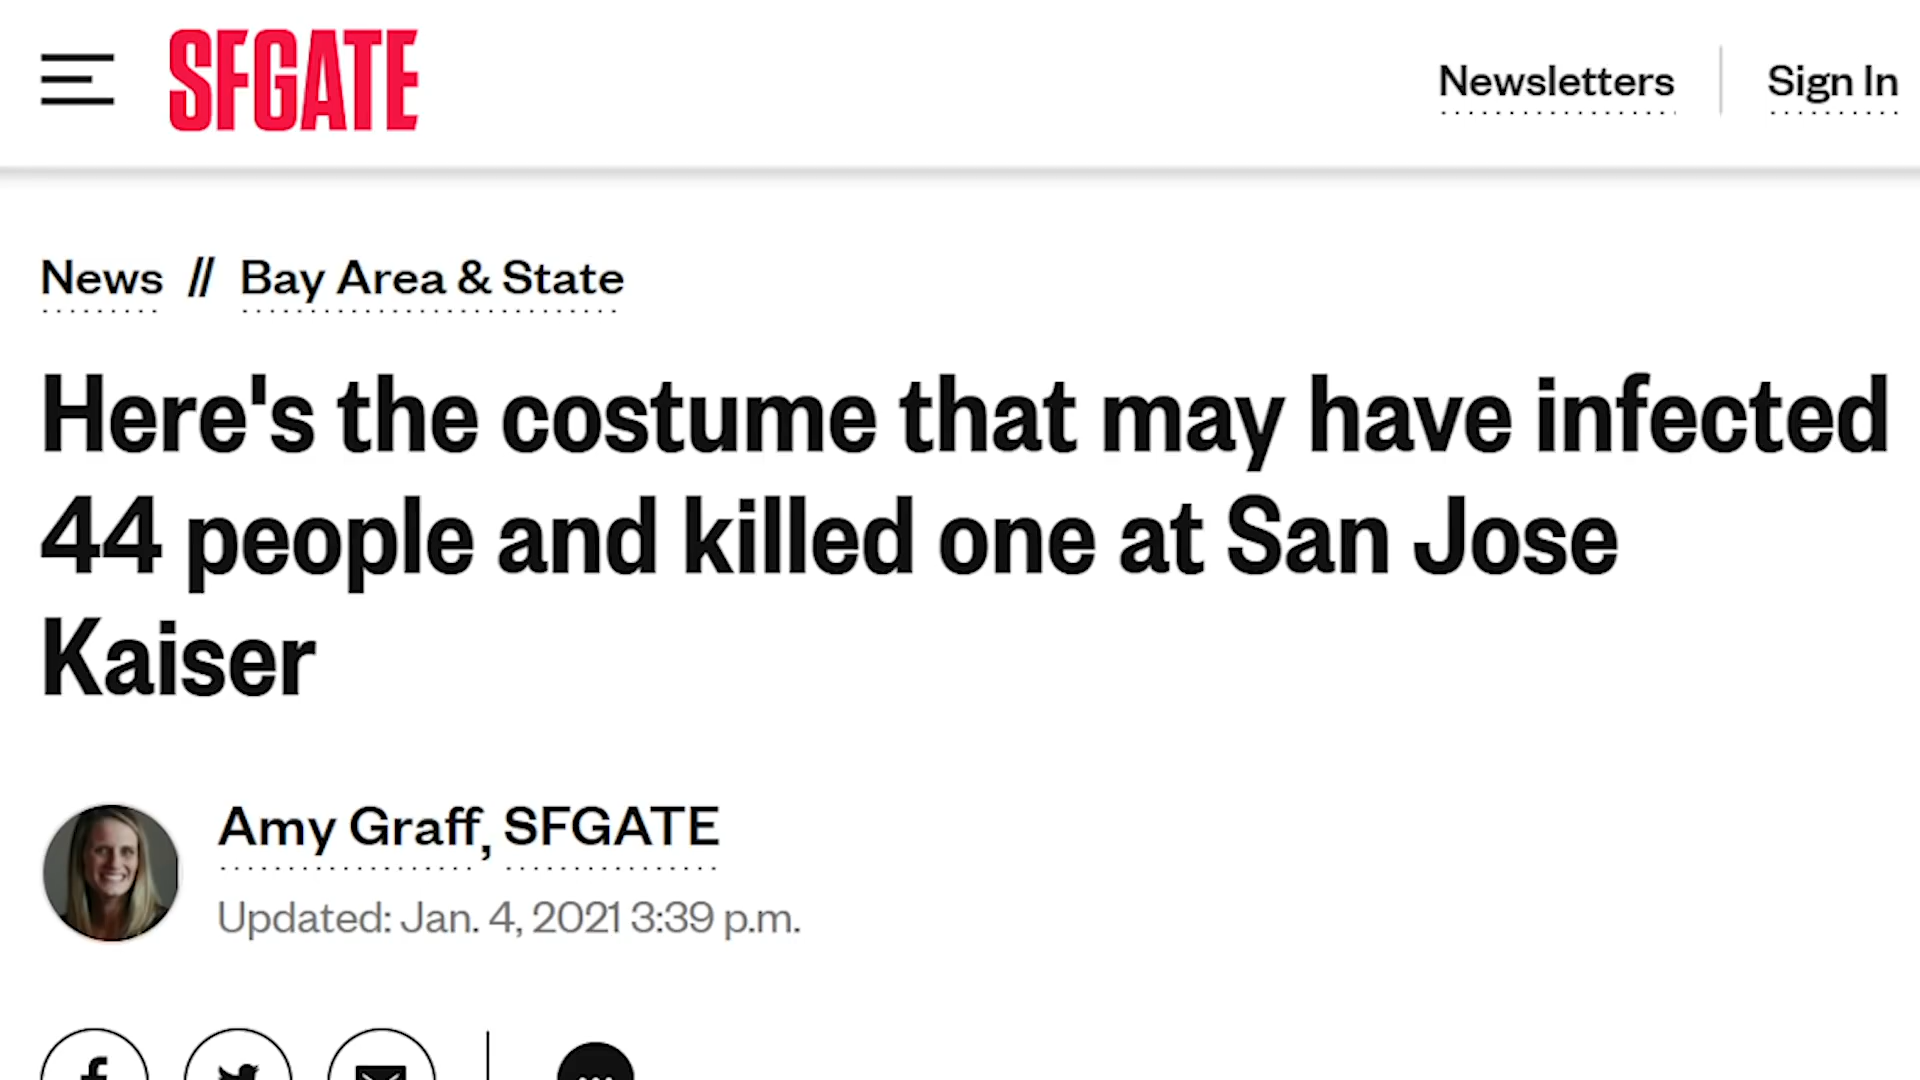 SFGATE
Newsletters
Sign In
News // Bay Area & State
Here's the costume that may have infected
44 people and killed one at San Jose
Kaiser
Amy Graff, SFGATE
Updated: Jan. 4, 2021 3:39 p.m.